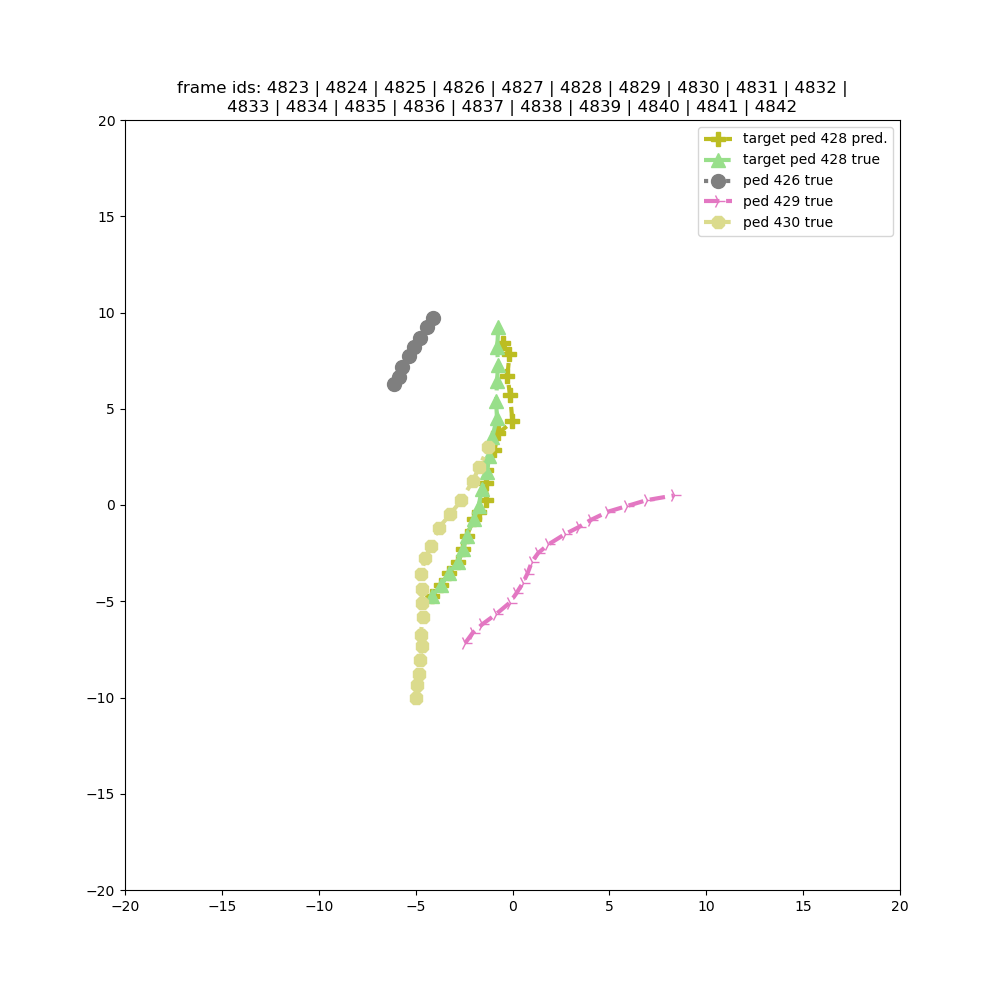 frame ids: 4823 | 4824 | 4825 | 4826 | 4827 | 4828 | 4829 | 4830 | 4831 | 4832 |
4833 | 4834 | 4835 | 4836 | 4837 | 4838 | 4839 | 4840 | 4841 | 4842
target ped 428 pred.
target ped 428 true
ped 426 true
ped 429 true
ped 430 true
20
15
10
5
0
−5
−10
−15
−20
−20 −15 −10 −5 0 5 10 15 20